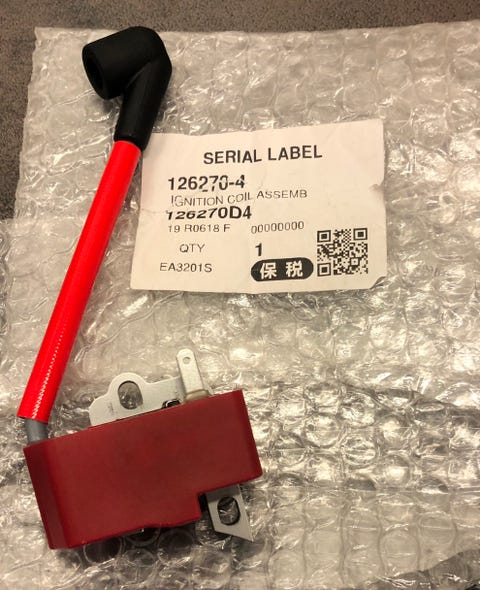 SERIAL LABEL
126270-4
IGNITION COIL ASSEMB
126270D4
19 R0618 F 00000000
QTY 1
EA3201S 保税